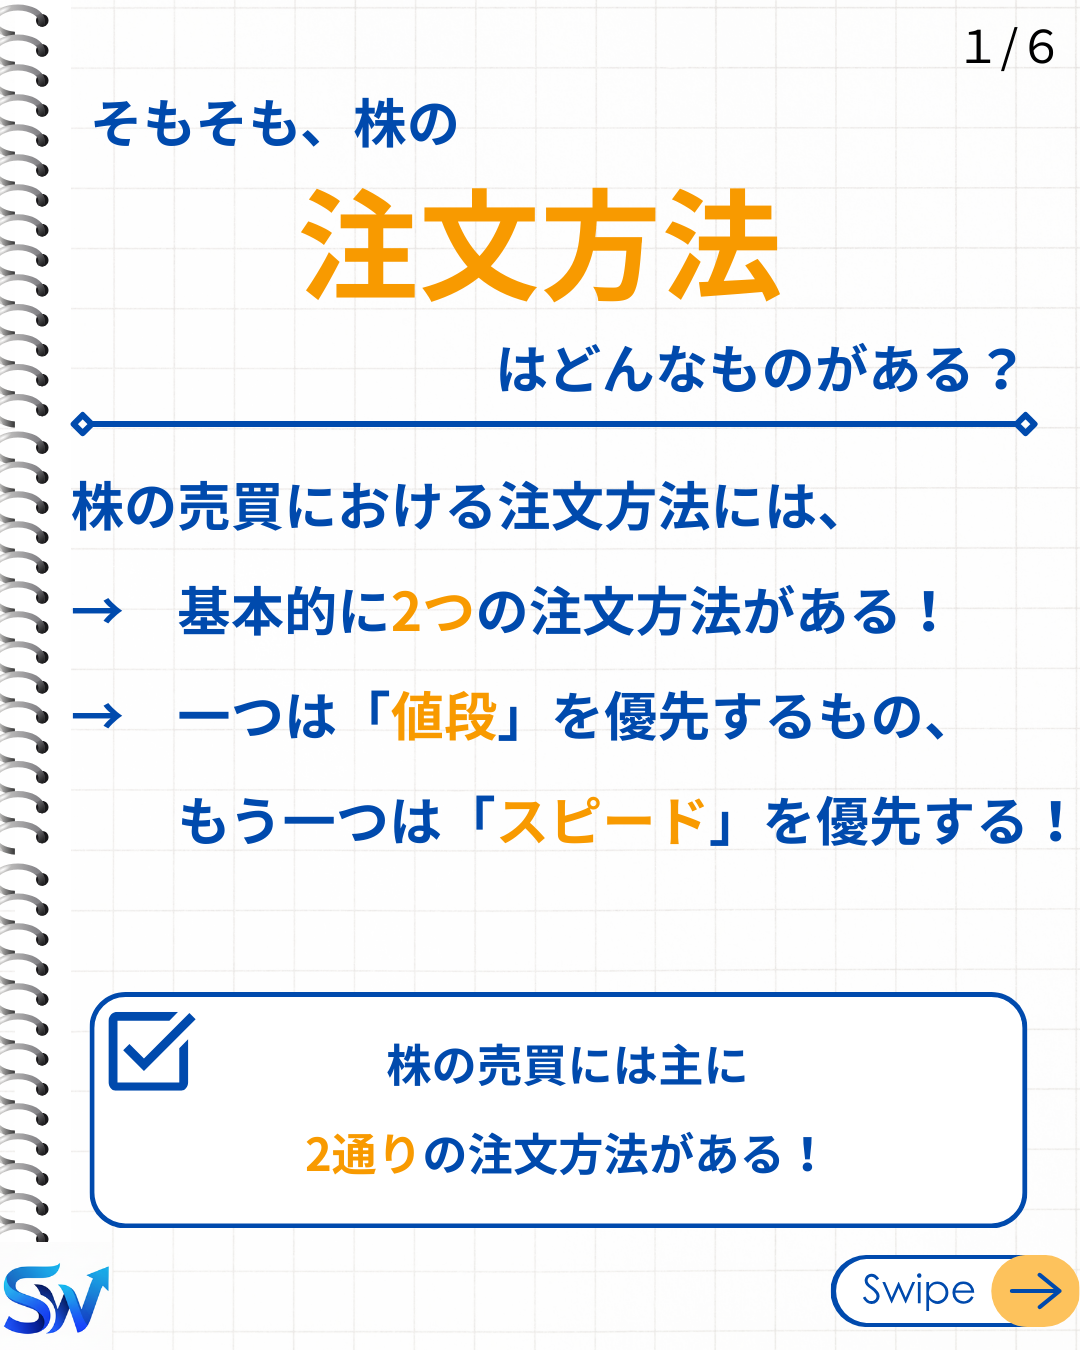 1/6
そもそも、株の
注文方法
はどんなものがある？
株の売買における注文方法には、
→ 基本的に2つの注文方法がある！
→ 一つは「値段」を優先するもの、
もう一つは「スピード」を優先する！
株の売買には主に
2通りの注文方法がある！
SW
Swipe